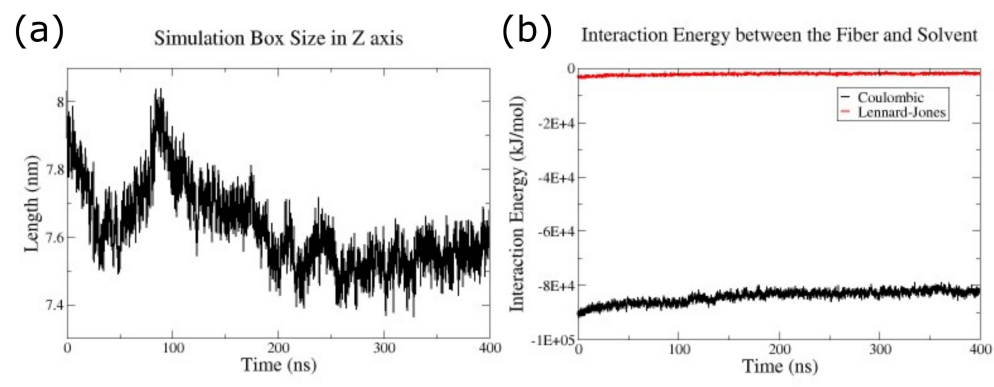 (a)
Simulation Box Size in Z axis
8
7.8
7.6
7.4
Length (nm)
0
100
200
300
400
Time (ns)
(b)
Interaction Energy between the Fiber and Solvent
0
-2E+4
-4E+4
-6E+4
-8E+4
-1E+05
Interaction Energy (kJ/mol)
Coulombic
Lennard-Jones
0
100
200
300
400
Time (ns)